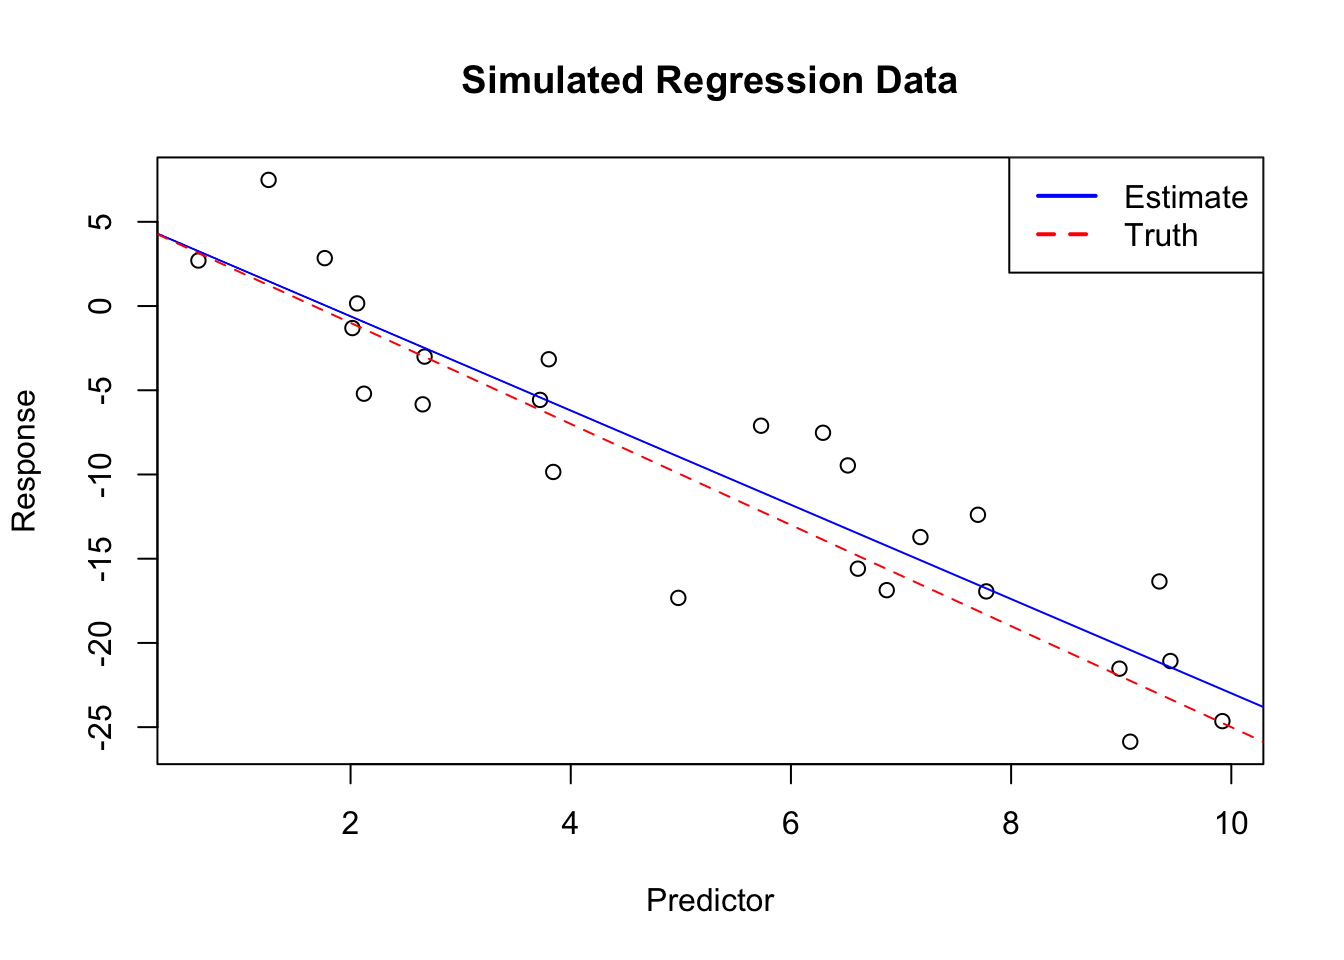 Simulated Regression Data
Estimate
Truth
5
0
-5
-10
-15
-20
-25
Response
2 4 6 8 10
Predictor